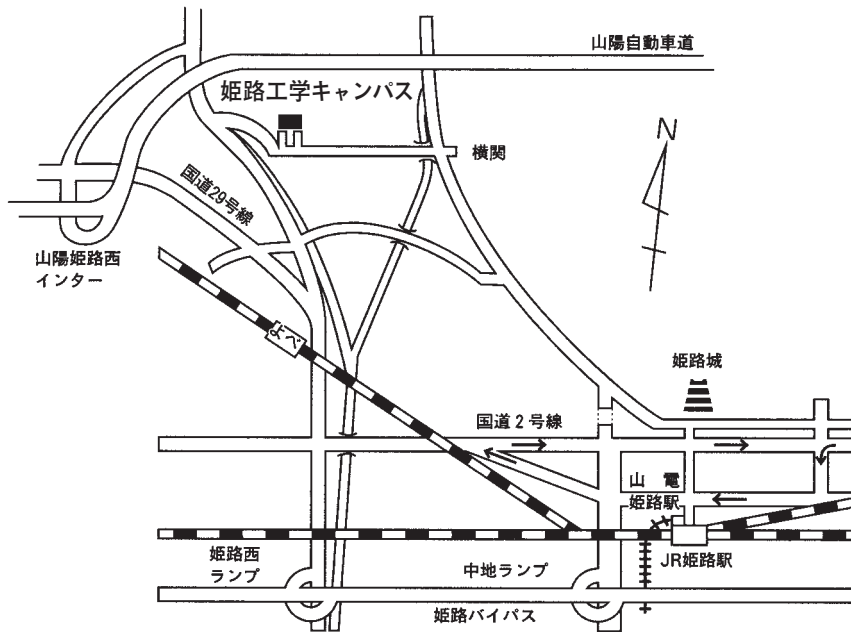 山陽自動車道
姫路工学キャンパス
横関
N
国道29号線
山陽姫路西
インター
よべ
姫路城
国道2号線
山電
姫路駅
姫路西
ランプ
中地ランプ
JR姫路駅
姫路バイパス